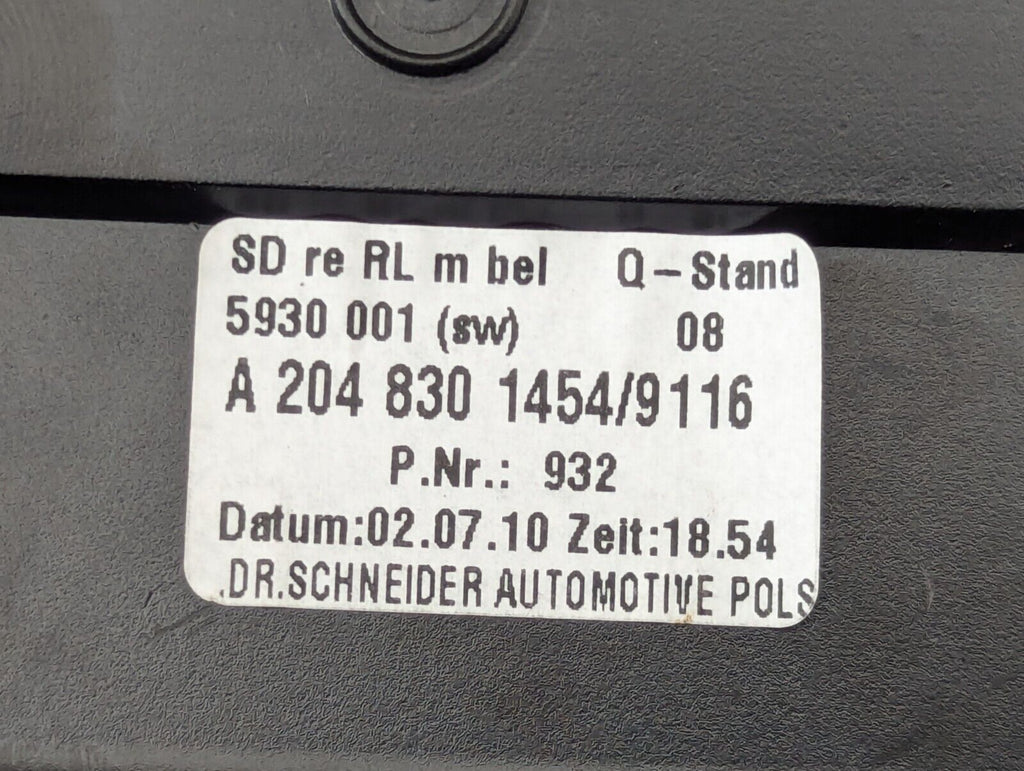 SD re RL m bel Q-Stand
5930 001 (sw) 08
A 204 830 1454/9116
P.Nr.: 932
Datum:02.07.10 Zeit:18.54
.DR.SCHNEIDER AUTOMOTIVE POLS